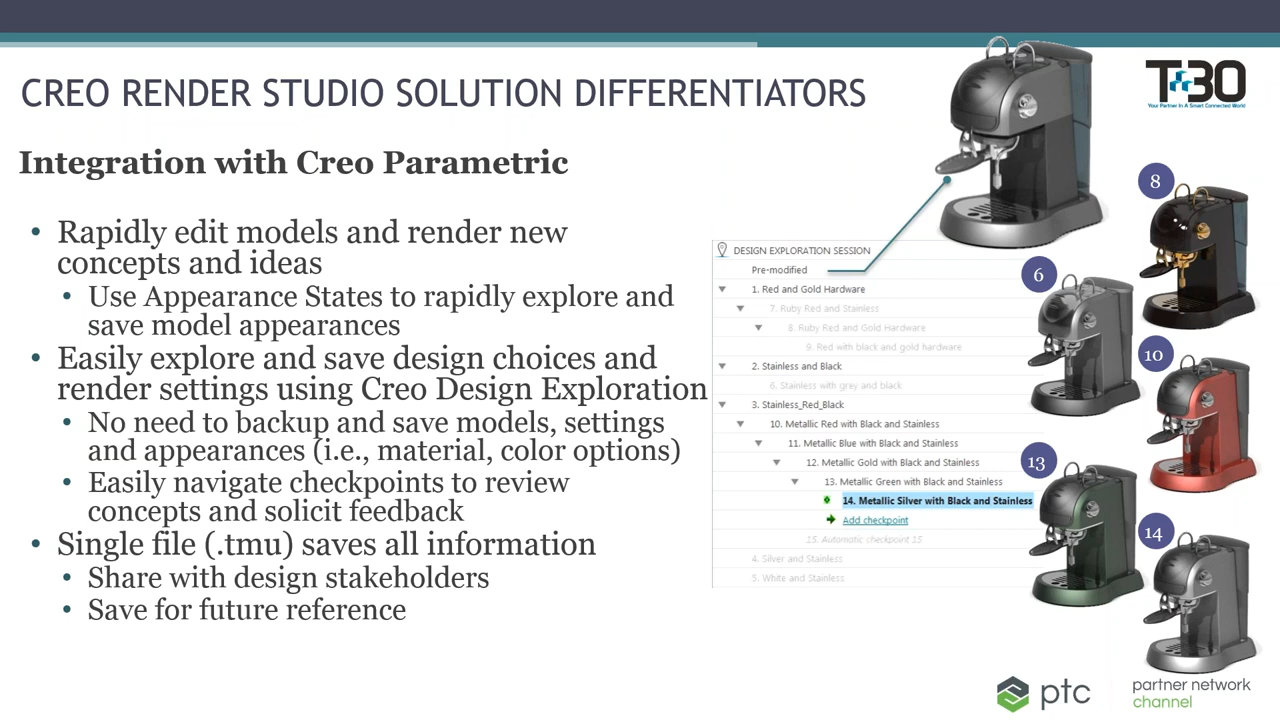 CREO RENDER STUDIO SOLUTION DIFFERENTIATORS
T30
Your Partner In A Smart Connected World
Integration with Creo Parametric
• Rapidly edit models and render new
concepts and ideas
• Use Appearance States to rapidly explore and
save model appearances
• Easily explore and save design choices and
render settings using Creo Design Exploration
• No need to backup and save models, settings
and appearances (i.e., material, color options)
• Easily navigate checkpoints to review
concepts and solicit feedback
• Single file (.tmu) saves all information
• Share with design stakeholders
• Save for future reference
DESIGN EXPLORATION SESSION
Pre-modified
1. Red and Gold Hardware
7. Ruby Red and Stainless
8. Ruby Red and Gold Hardware
9. Red with black and gold hardware
2. Stainless and Black
6. Stainless with grey and black
3. Stainless_Red_Black
10. Metallic Red with Black and Stainless
11. Metallic Blue with Black and Stainless
12. Metallic Gold with Black and Stainless
13. Metallic Green with Black and Stainless
14. Metallic Silver with Black and Stainless
Add checkpoint
15. Automatic checkpoint 15
4. Silver and Stainless
5. White and Stainless
8
6
10
13
14
ptc
partner network
channel